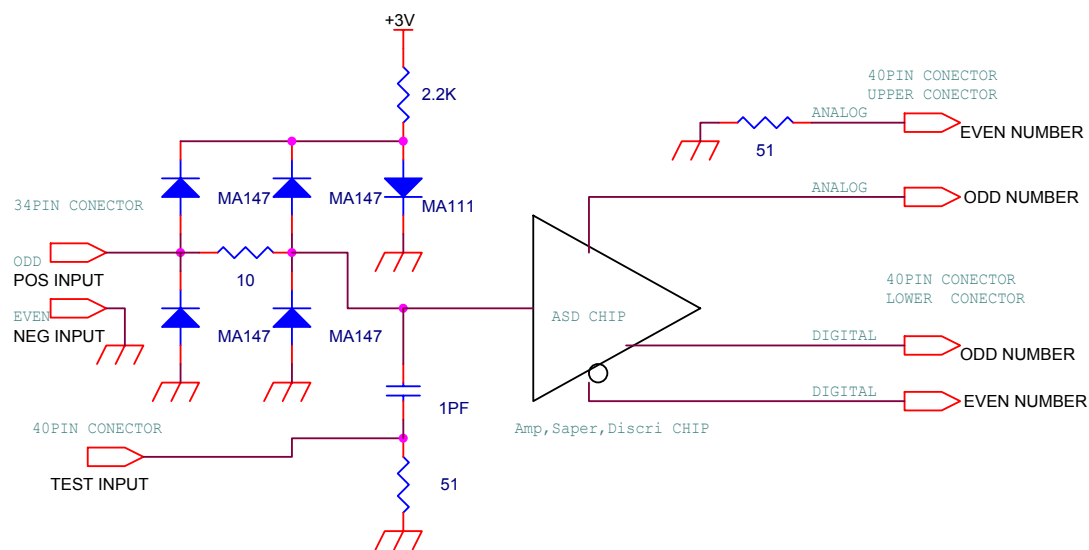 +3V
2.2K
40PIN CONECTOR
UPPER CONECTOR
ANALOG
EVEN NUMBER
51
MA147
MA147
MA111
34PIN CONECTOR
ANALOG
ODD NUMBER
ODD
POS INPUT
10
40PIN CONECTOR
LOWER CONECTOR
EVEN
NEG INPUT
MA147
MA147
ASD CHIP
DIGITAL
ODD NUMBER
DIGITAL
EVEN NUMBER
1PF
Amp,Saper,Discri CHIP
40PIN CONECTOR
TEST INPUT
51